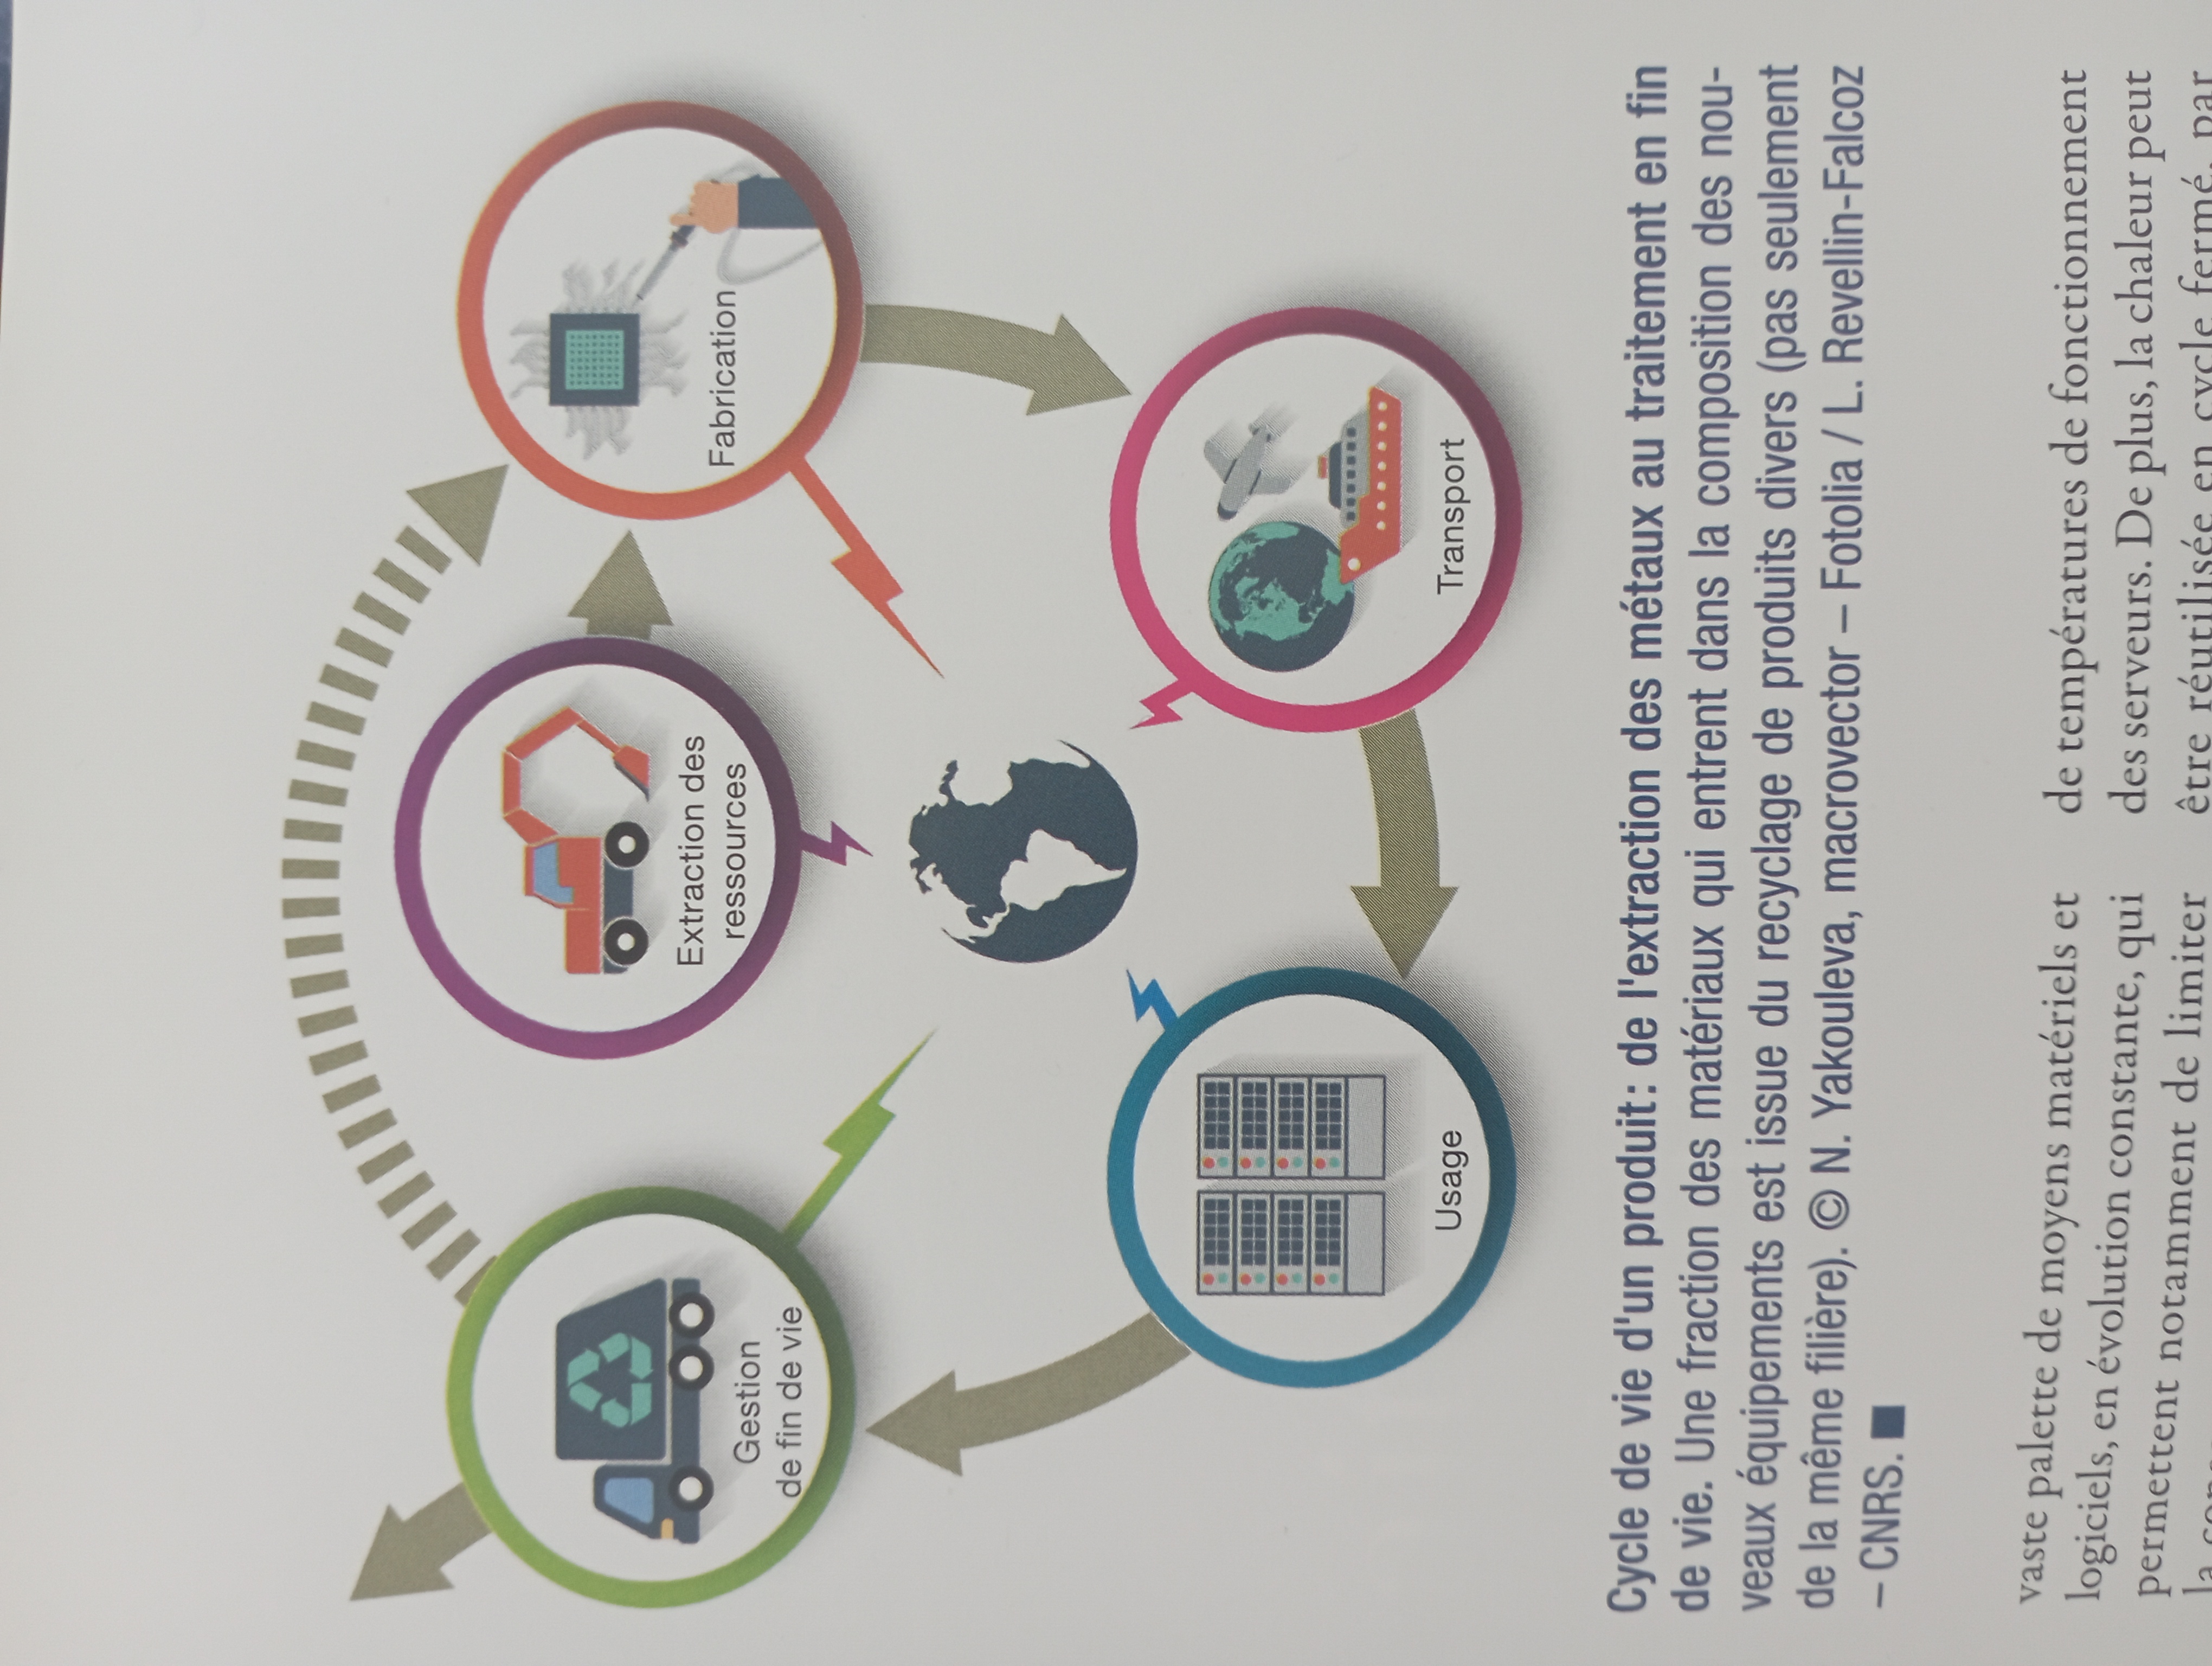 Extraction des
ressources
Fabrication
Gestion
de fin de vie
Usage
Transport
Cycle de vie d'un produit : de l'extraction des métaux au traitement en fin
de vie. Une fraction des matériaux qui entrent dans la composition des nou-
veaux équipements est issue du recyclage de produits divers (pas seulement
de la même filière). © N. Yakouleva, macrovector – Fotolia / L. Revellin-Falcoz
– CNRS. ■
vaste palette de moyens matériels et
logiciels, en évolution constante, qui
permettent notamment de limiter
la
de températures de fonctionnement
des serveurs. De plus, la chaleur peut
être réutilisée en cycle fermé, par